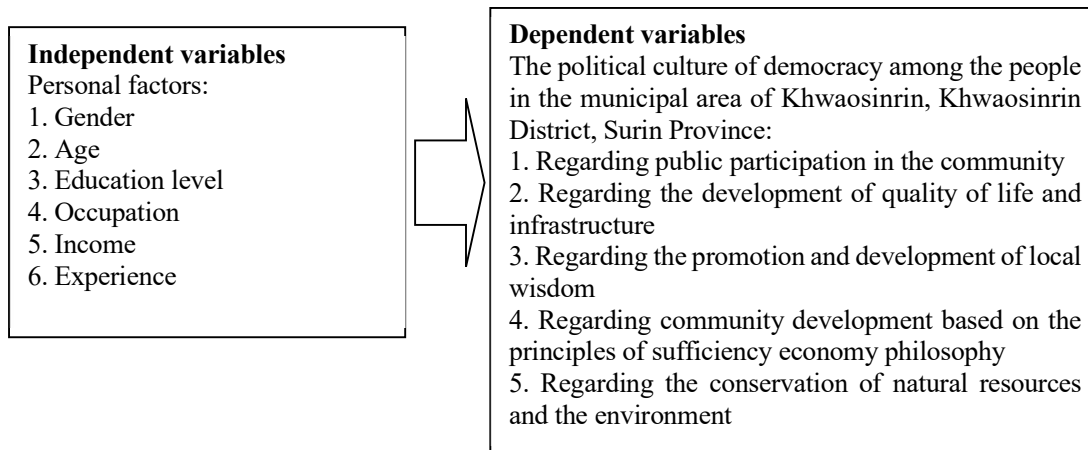 Independent variables
Personal factors:
1. Gender
2. Age
3. Education level
4. Occupation
5. Income
6. Experience
Dependent variables
The political culture of democracy among the people
in the municipal area of Khwaosinrin, Khwaosinrin
District, Surin Province:
1. Regarding public participation in the community
2. Regarding the development of quality of life and
infrastructure
3. Regarding the promotion and development of local
wisdom
4. Regarding community development based on the
principles of sufficiency economy philosophy
5. Regarding the conservation of natural resources
and the environment